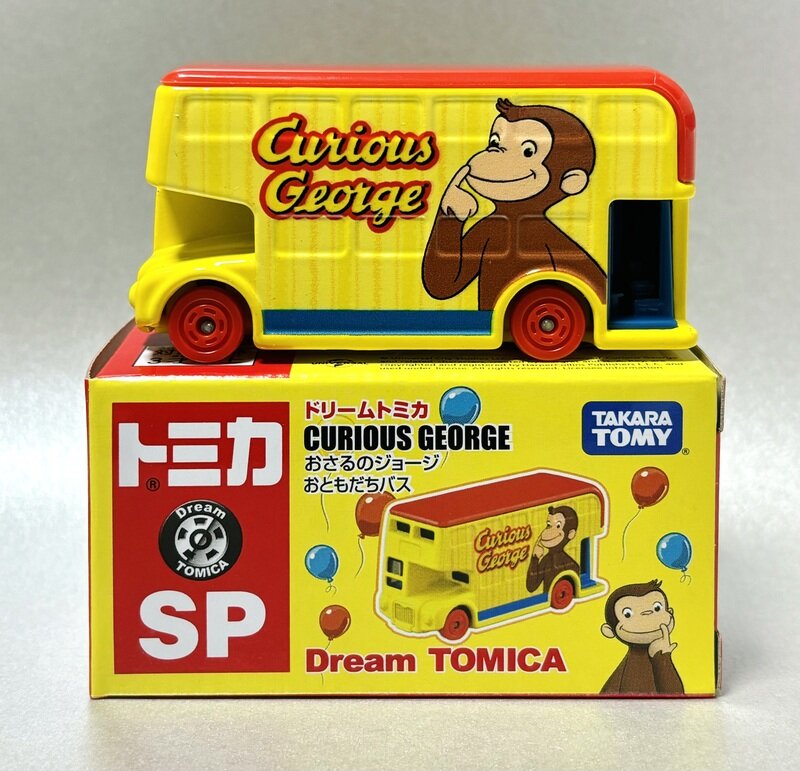 Curious
George
トミカ
®
Dream
TOMICA
SP
ドリームトミカ
CURIOUS GEORGE
おさるのジョージ
おともだちバス
TAKARA
TOMY
®
Curious
George
Dream TOMICA